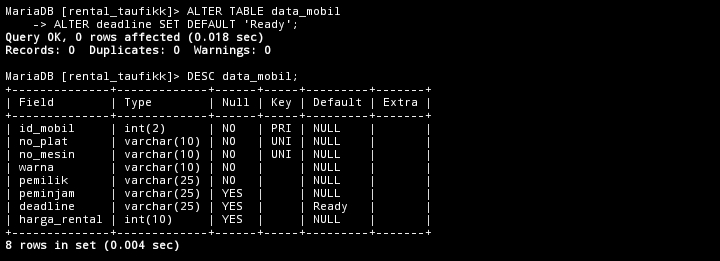 MariaDB [rental_taufikk]> ALTER TABLE data_mobil
    -> ALTER deadline SET DEFAULT 'Ready';
Query OK, 0 rows affected (0.018 sec)
Records: 0  Duplicates: 0  Warnings: 0

MariaDB [rental_taufikk]> DESC data_mobil;
+--------------+-------------+------+-----+---------+-------+
| Field        | Type        | Null | Key | Default | Extra |
+--------------+-------------+------+-----+---------+-------+
| id_mobil     | int(2)      | NO   | PRI | NULL    |       |
| no_plat      | varchar(10) | NO   | UNI | NULL    |       |
| no_mesin     | varchar(10) | NO   | UNI | NULL    |       |
| warna        | varchar(10) | NO   |     | NULL    |       |
| pemilik      | varchar(25) | NO   |     | NULL    |       |
| peminjam     | varchar(25) | YES  |     | NULL    |       |
| deadline     | varchar(25) | YES  |     | Ready   |       |
| harga_rental | int(10)     | YES  |     | NULL    |       |
+--------------+-------------+------+-----+---------+-------+
8 rows in set (0.004 sec)